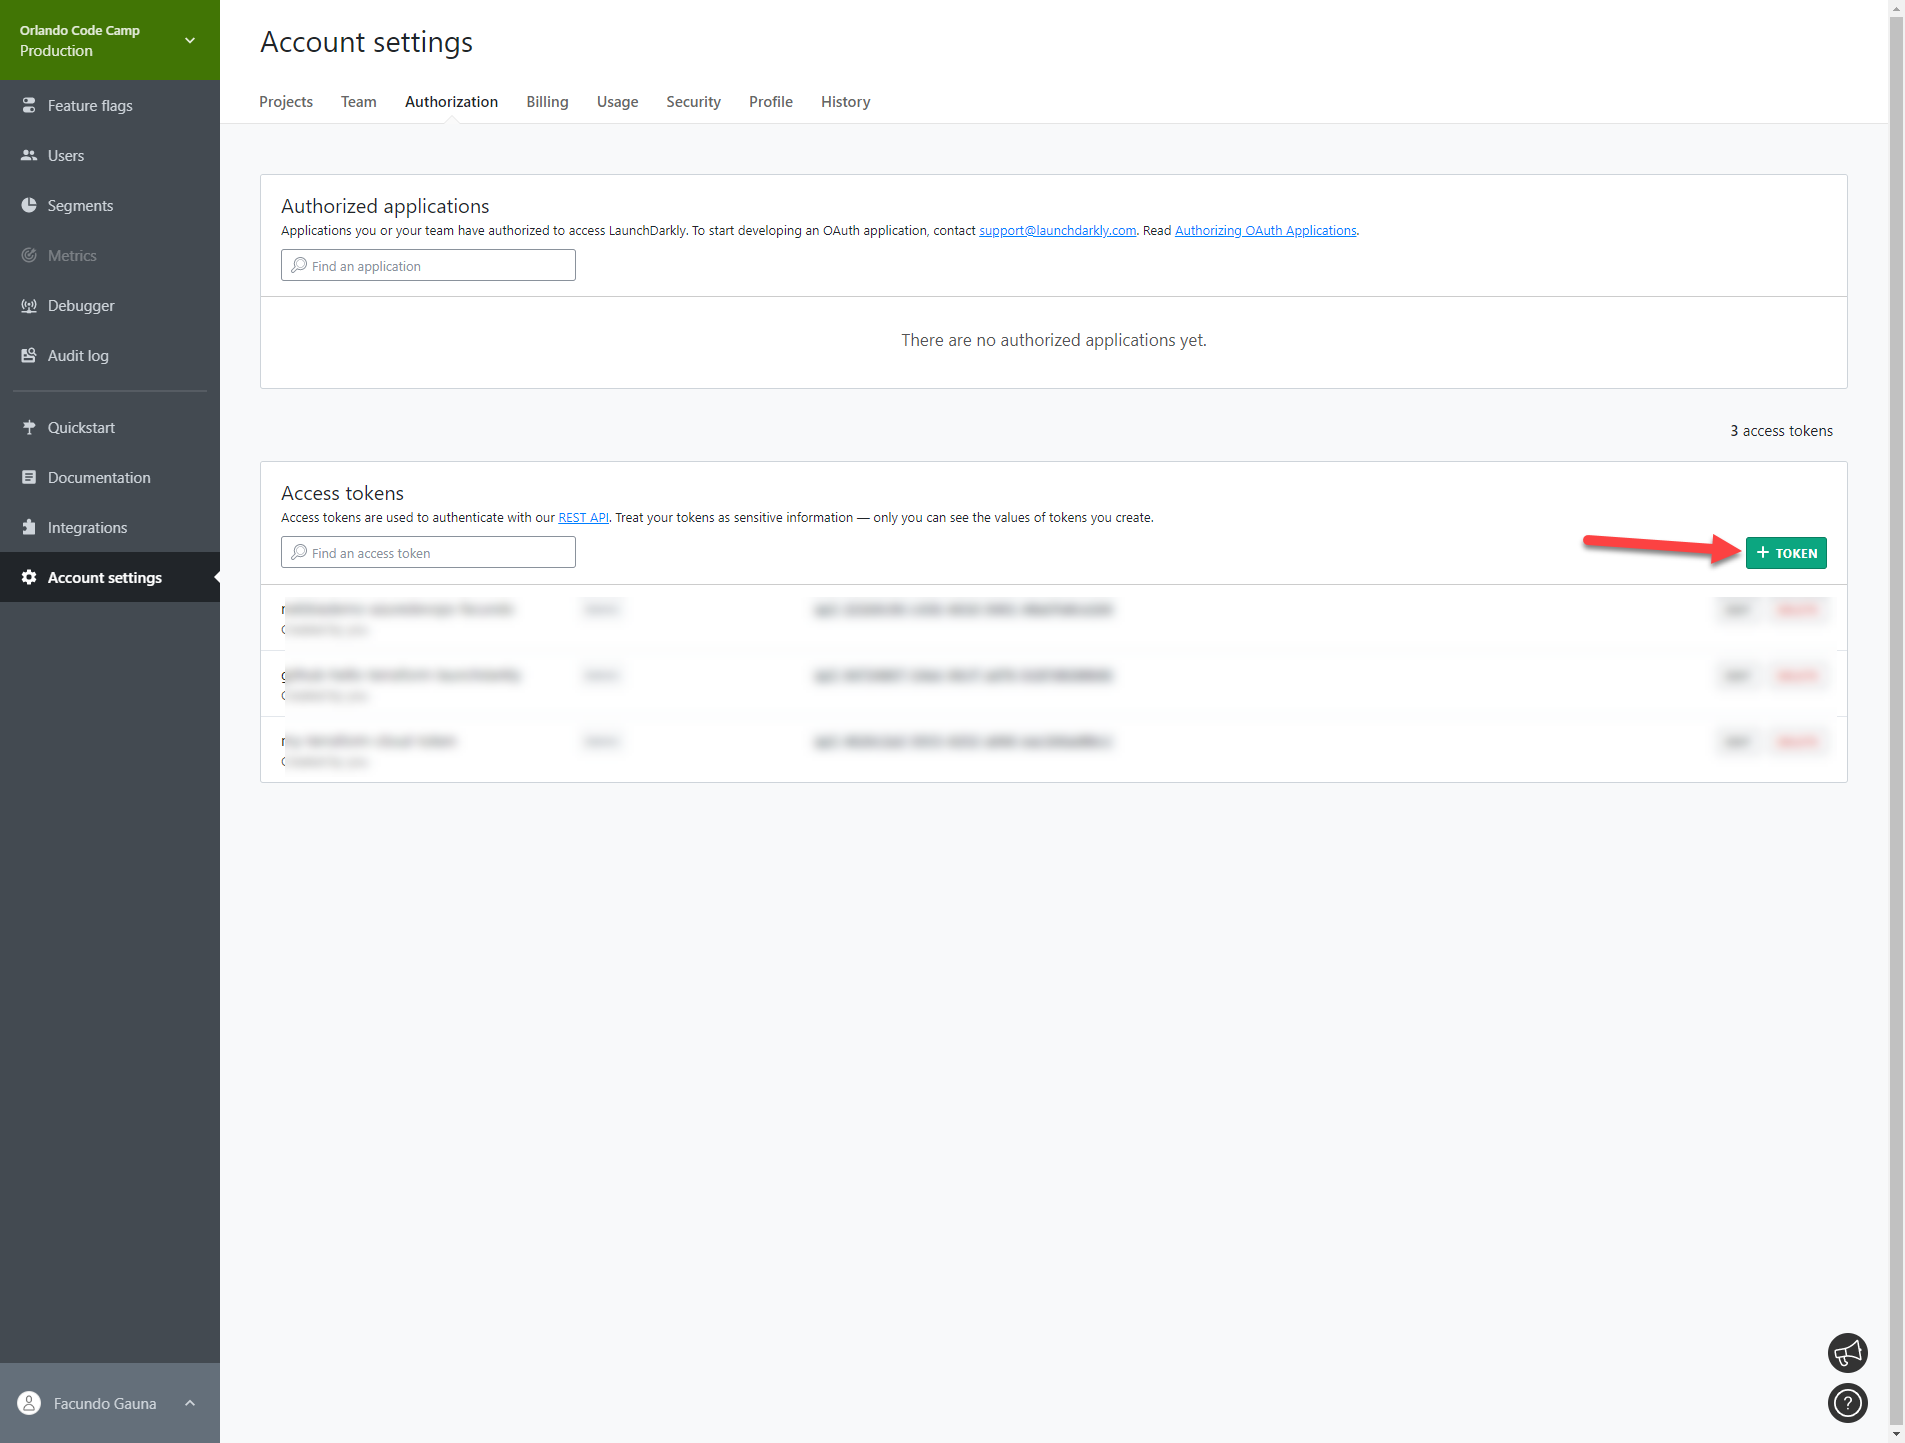 Orlando Code Camp
Production
Feature flags
Users
Segments
Metrics
Debugger
Audit log
Quickstart
Documentation
Integrations
Account settings
Facundo Gauna
Account settings
Projects Team Authorization Billing Usage Security Profile History
Authorized applications
Applications you or your team have authorized to access LaunchDarkly. To start developing an OAuth application, contact support@launchdarkly.com. Read Authorizing OAuth Applications.
Find an application
There are no authorized applications yet.
3 access tokens
Access tokens
Access tokens are used to authenticate with our REST API. Treat your tokens as sensitive information — only you can see the values of tokens you create.
Find an access token
+ TOKEN
?